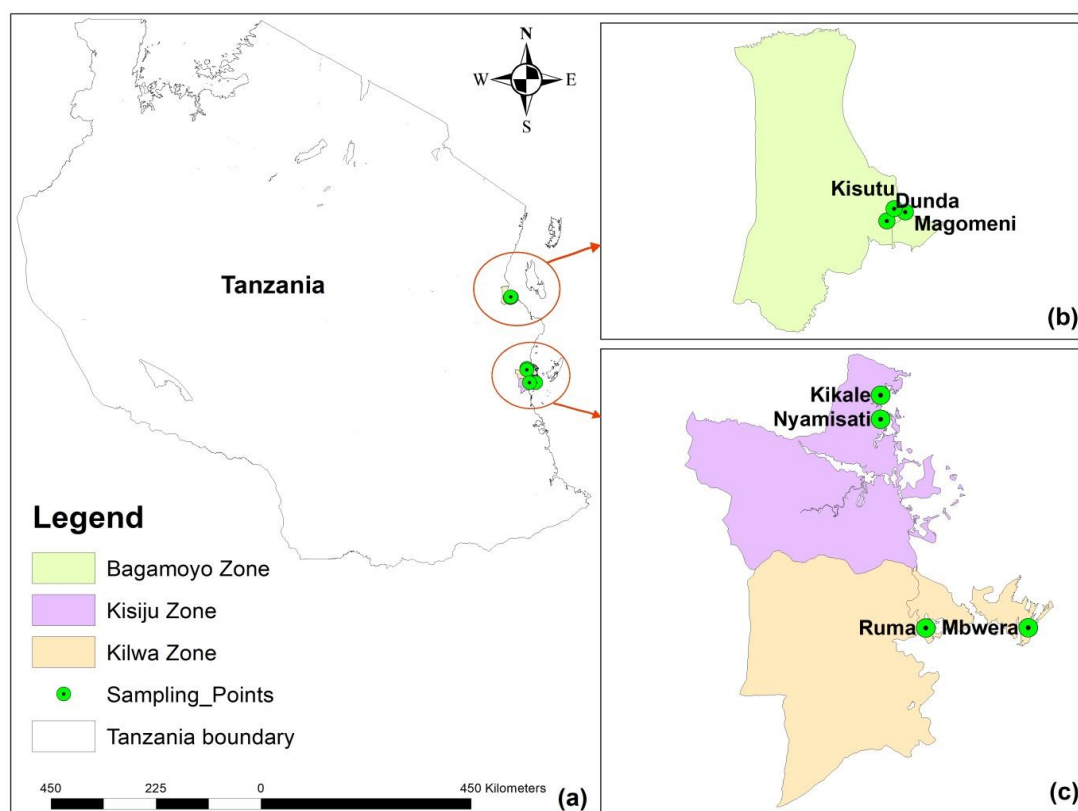 N
W
E
S
Tanzania
Legend
Bagamoyo Zone
Kisiju Zone
Kilwa Zone
Sampling_Points
Tanzania boundary
450
225
0
450 Kilometers
(a)
Kisutu
Dunda
Magomeni
(b)
Kikale
Nyamisati
Ruma
Mbwera
(c)